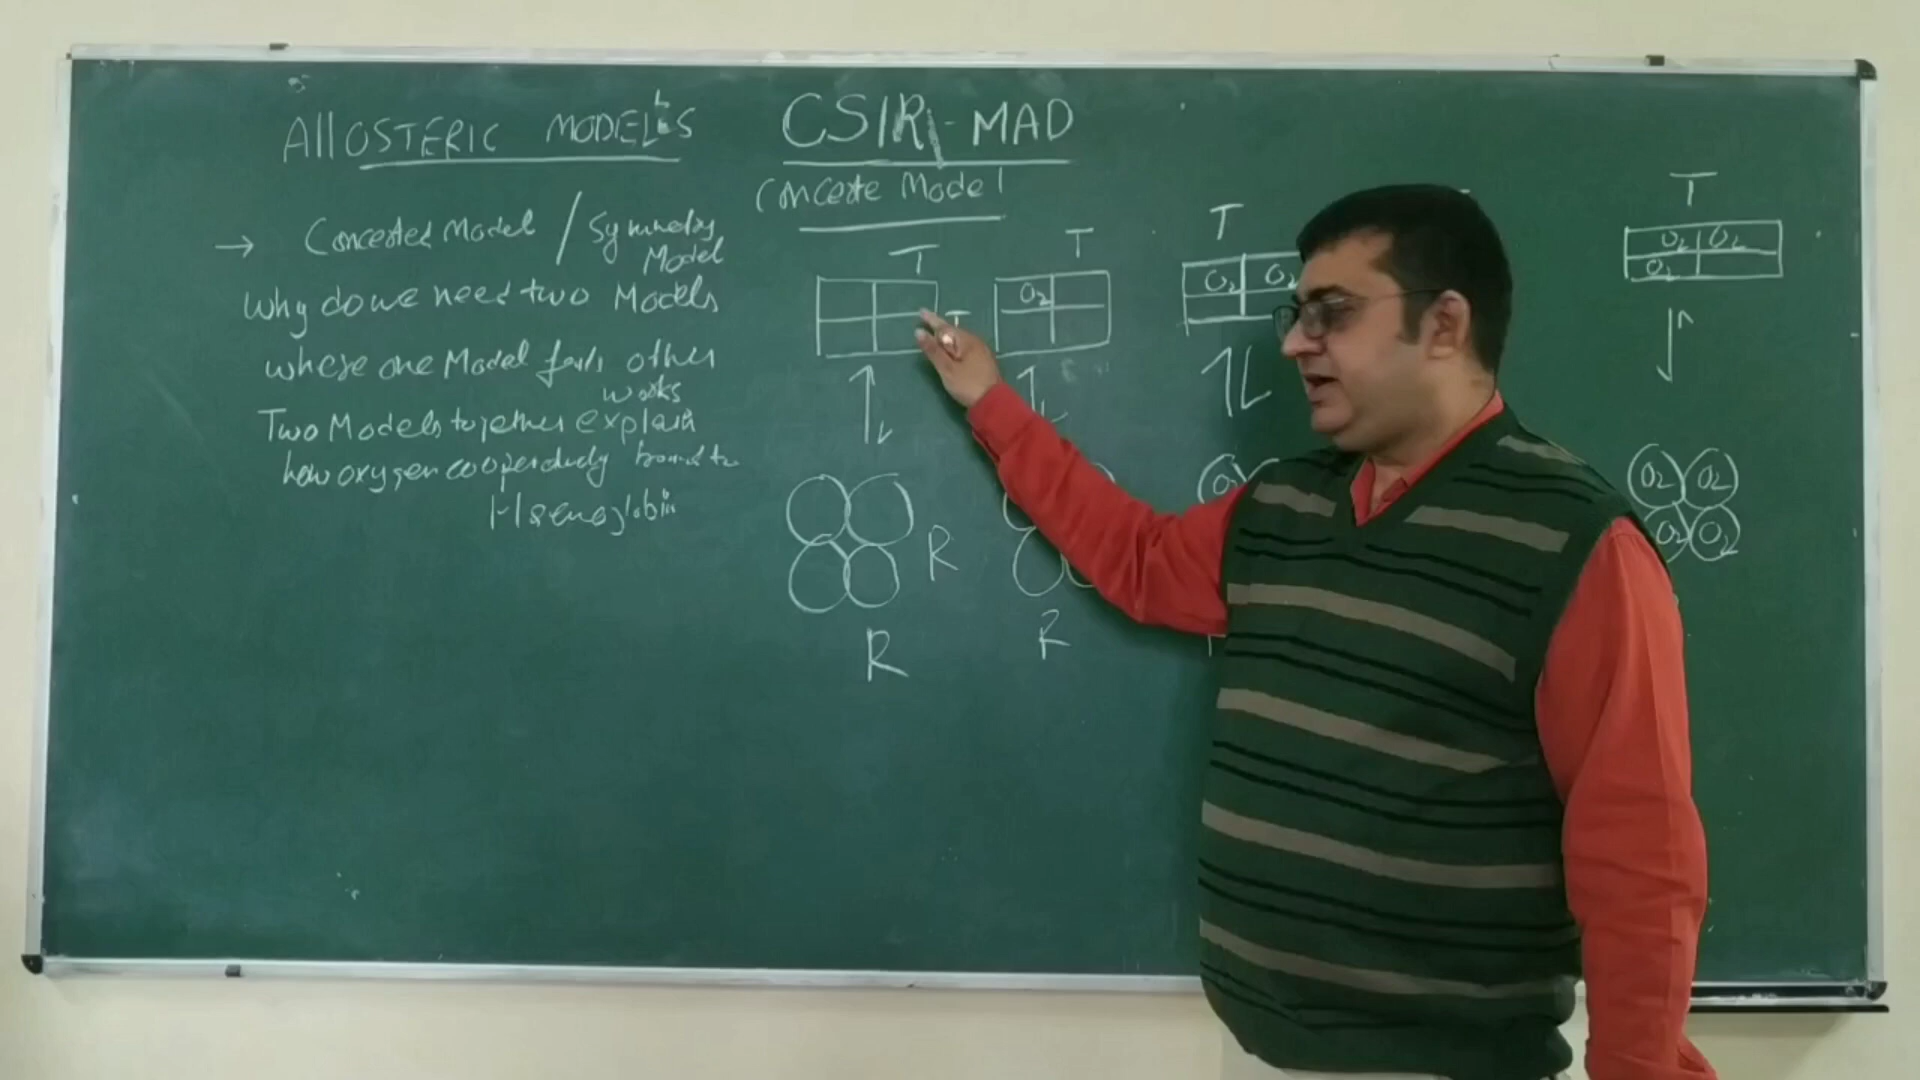 AllOSTERIC MODELS
→ Concerted Model / Symmetry
Model
why do we need two Models
where one Model fails other
works
Two Models together explain
how oxygen cooperatively bound to
Haemoglobin
CSIR-MAD
Concerte Model
T T T T
O2 O2 O2 O2 O2
T O2
O2 O2 O2
R O2 O2
R R